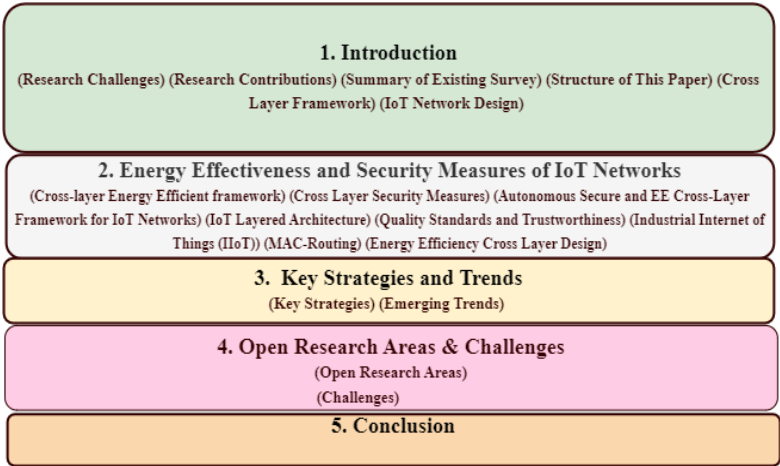 1. Introduction
(Research Challenges) (Research Contributions) (Summary of Existing Survey) (Structure of This Paper) (Cross
Layer Framework) (IoT Network Design)
2. Energy Effectiveness and Security Measures of IoT Networks
(Cross-layer Energy Efficient framework) (Cross Layer Security Measures) (Autonomous Secure and EE Cross-Layer
Framework for IoT Networks) (IoT Layered Architecture) (Quality Standards and Trustworthiness) (Industrial Internet of
Things (IIoT)) (MAC-Routing) (Energy Efficiency Cross Layer Design)
3. Key Strategies and Trends
(Key Strategies) (Emerging Trends)
4. Open Research Areas & Challenges
(Open Research Areas)
(Challenges)
5. Conclusion